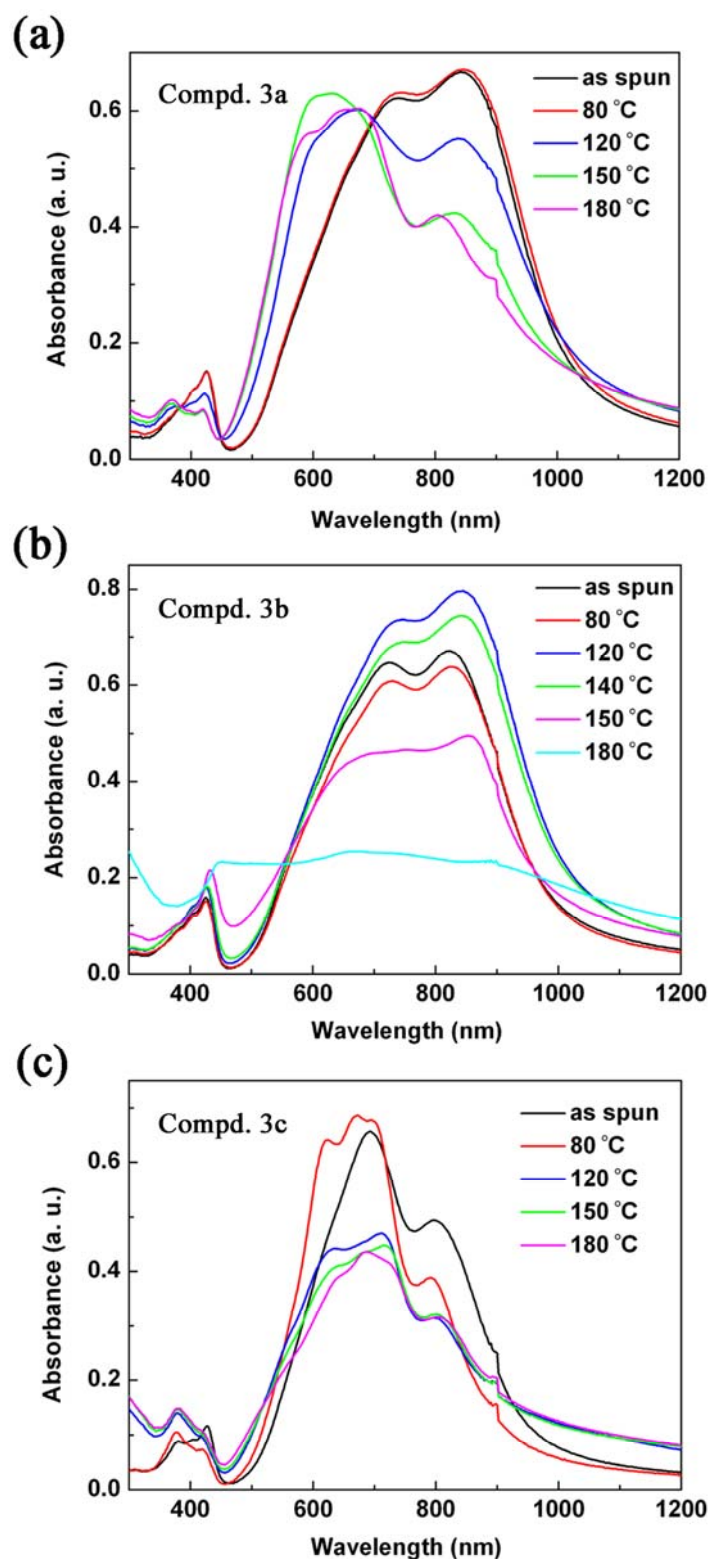 (a)
Compd. 3a
as spun
80 °C
120 °C
150 °C
180 °C
0.6
0.4
0.2
0.0
Absorbance (a. u.)
400 600 800 1000 1200
Wavelength (nm)
(b)
Compd. 3b
as spun
80 °C
120 °C
140 °C
150 °C
180 °C
0.8
0.6
0.4
0.2
0.0
Absorbance (a. u.)
400 600 800 1000 1200
Wavelength (nm)
(c)
Compd. 3c
as spun
80 °C
120 °C
150 °C
180 °C
0.6
0.4
0.2
0.0
Absorbance (a. u.)
400 600 800 1000 1200
Wavelength (nm)